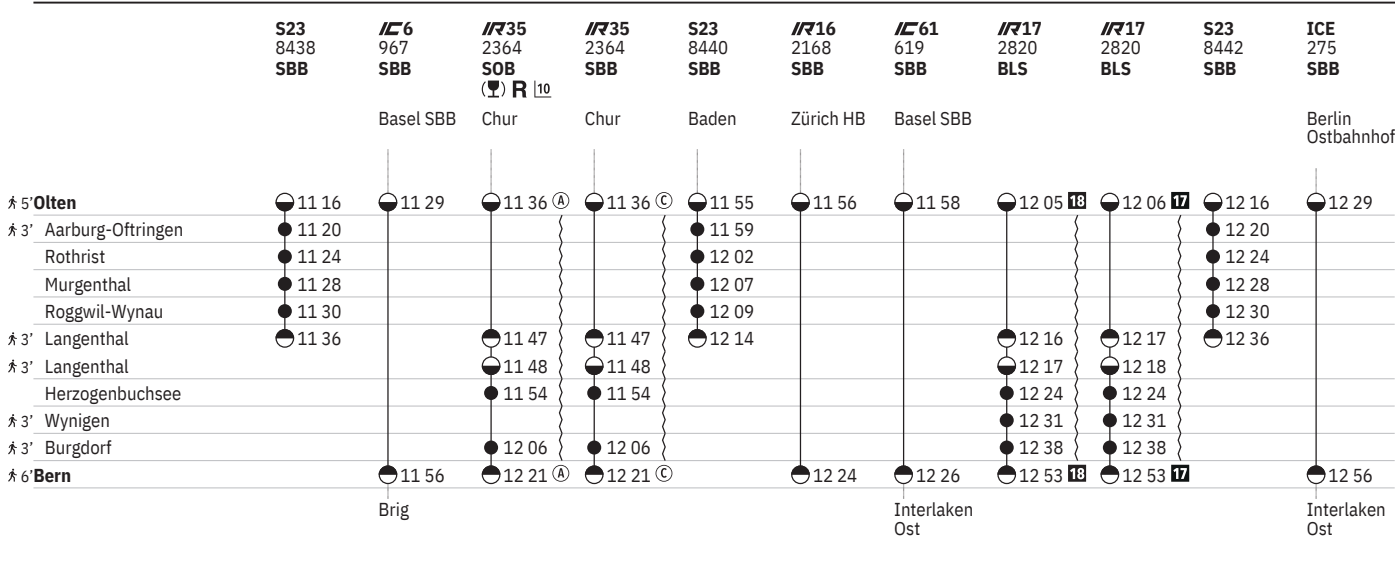 S23 IC6 IR35 IR35 S23 IR16 IC61 IR17 IR17 S23 ICE
8438 967 2364 2364 8440 2168 619 2820 2820 8442 275
SBB SBB SOB SBB SBB SBB SBB BLS BLS SBB SBB
R 10
Basel SBB Chur Chur Baden Zürich HB Basel SBB Berlin
Ostbahnhof
5' Olten 11 16 11 29 11 36 A 11 36 C 11 55 11 56 11 58 12 05 18 12 06 17 12 16 12 29
3' Aarburg-Oftringen 11 20 11 59 12 20
Rothrist 11 24 12 02 12 24
Murgenthal 11 28 12 07 12 28
Roggwil-Wynau 11 30 12 09 12 30
3' Langenthal 11 36 11 47 11 47 12 14 12 16 12 17 12 36
3' Langenthal 11 48 11 48 12 17 12 18
Herzogenbuchsee 11 54 11 54 12 24 12 24
3' Wynigen 12 31 12 31
3' Burgdorf 12 06 12 06 12 38 12 38
6' Bern 11 56 12 21 A 12 21 C 12 24 12 26 12 53 18 12 53 17 12 56
Brig Interlaken Interlaken
Ost Ost